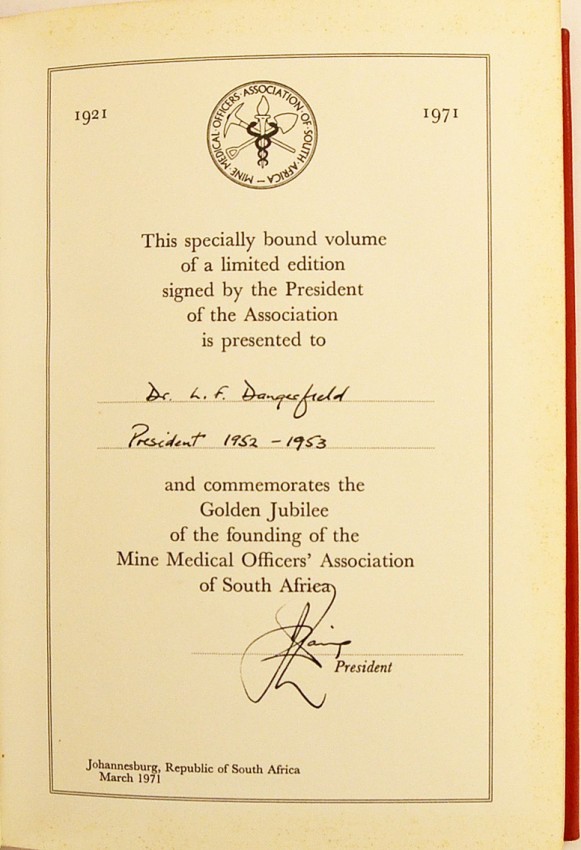 1921
1971
MINE MEDICAL OFFICERS' ASSOCIATION OF SOUTH AFRICA
This specially bound volume
of a limited edition
signed by the President
of the Association
is presented to
Dr. L. F. Dangerfield
President 1952 – 1953
and commemorates the
Golden Jubilee
of the founding of the
Mine Medical Officers' Association
of South Africa
President
Johannesburg, Republic of South Africa
March 1971